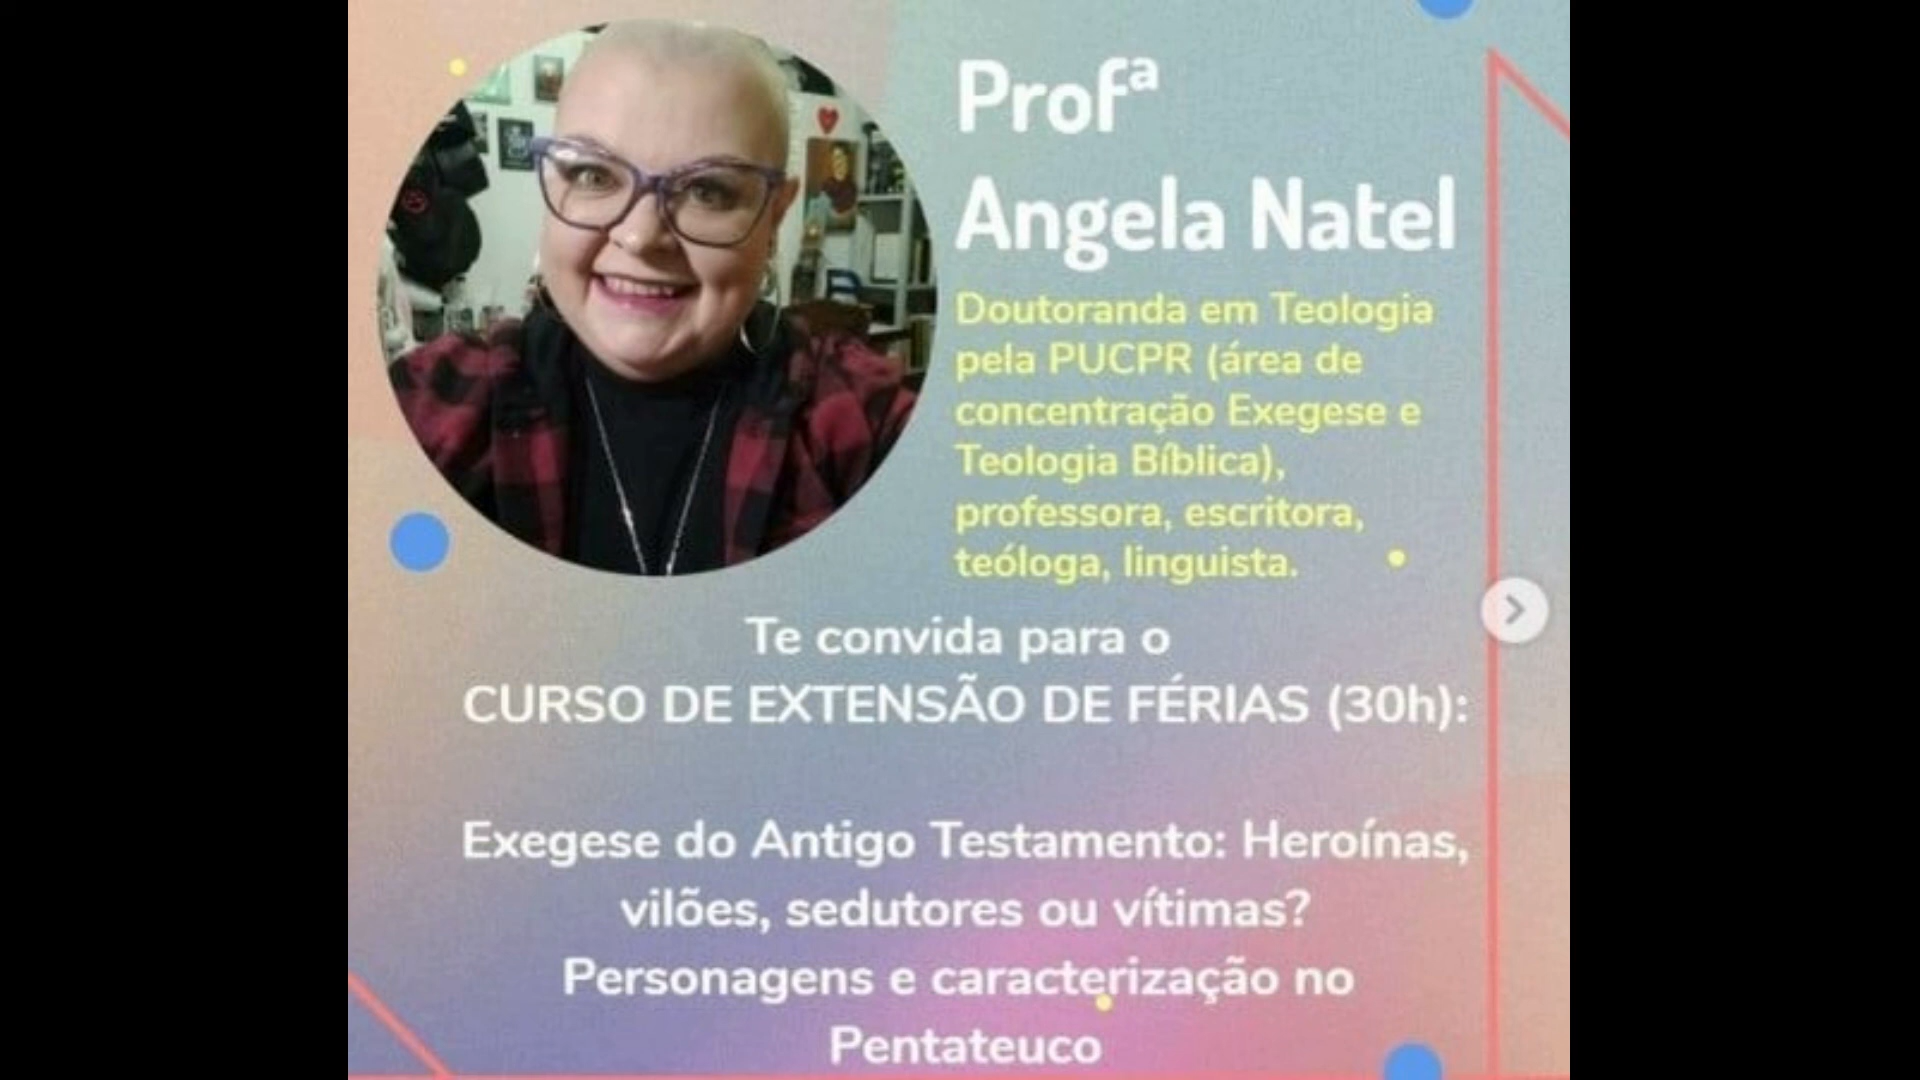 Profª
Angela Natel
Doutoranda em Teologia
pela PUCPR (área de
concentração Exegese e
Teologia Bíblica),
professora, escritora,
teóloga, linguista.
Te convida para o
CURSO DE EXTENSÃO DE FÉRIAS (30h):
Exegese do Antigo Testamento: Heroínas,
vilões, sedutores ou vítimas?
Personagens e caracterização no
Pentateuco